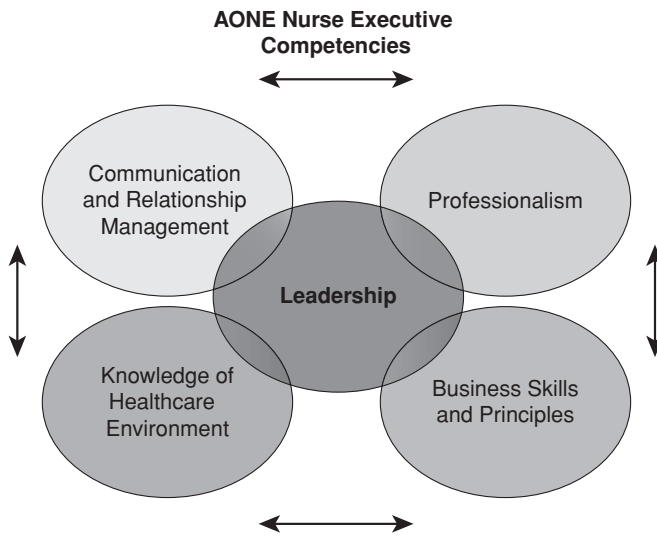 AONE Nurse Executive
Competencies
Communication
and Relationship
Management
Professionalism
Leadership
Knowledge of
Healthcare
Environment
Business Skills
and Principles